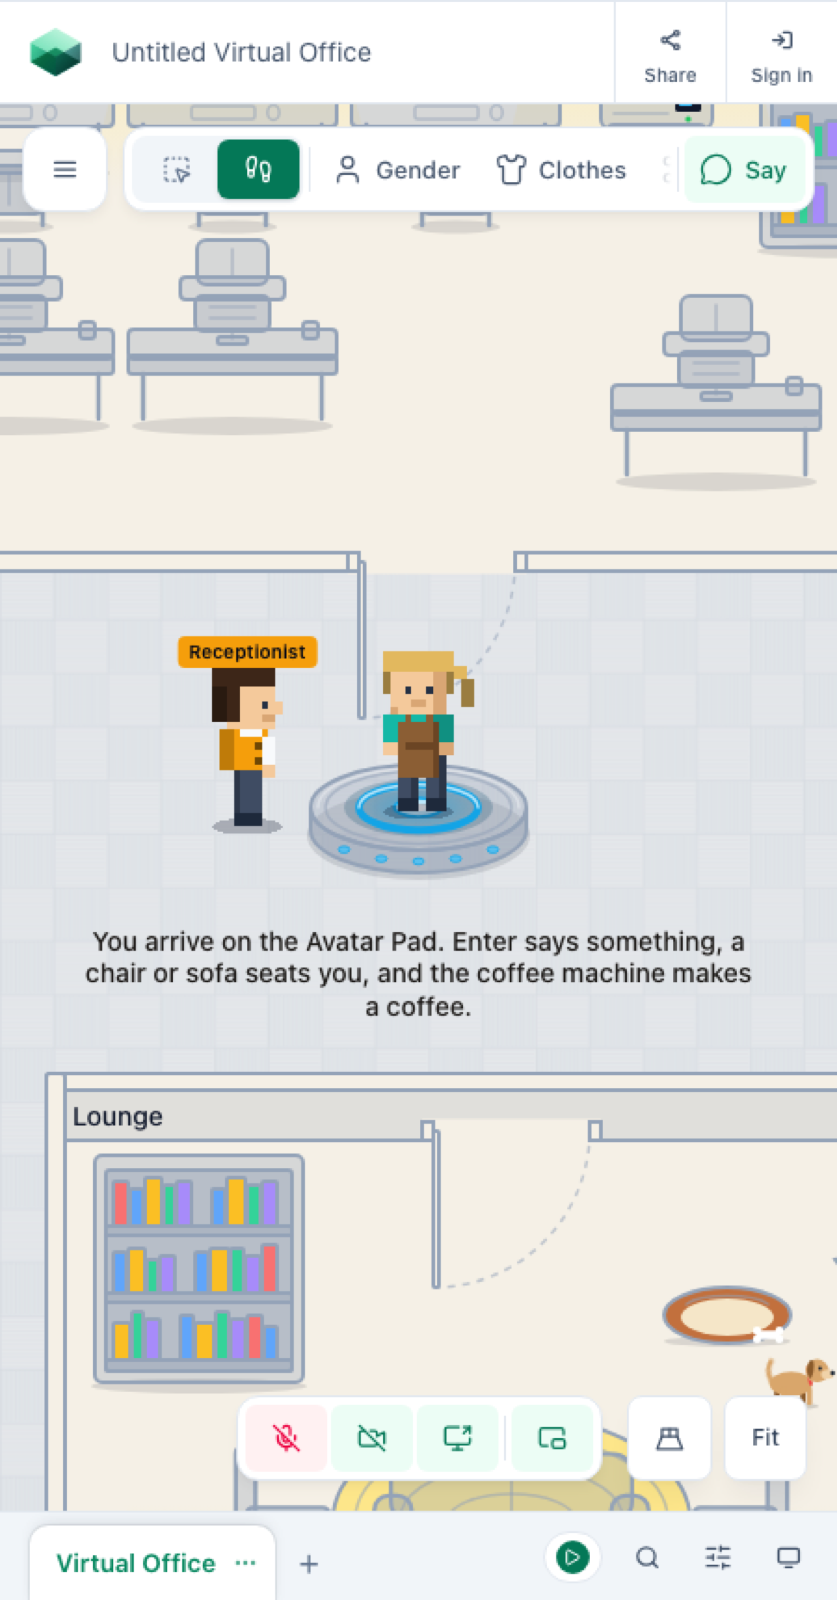 Untitled Virtual Office
Share
Sign in
Gender
Clothes
Say
Receptionist
You arrive on the Avatar Pad. Enter says something, a
chair or sofa seats you, and the coffee machine makes
a coffee.
Lounge
Fit
Virtual Office